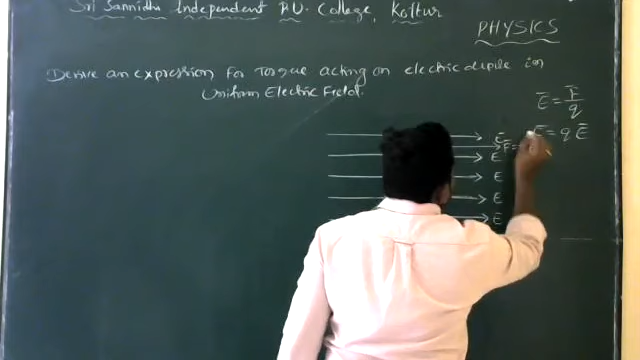 Sri Sannidhi Independent P.U. College, Kottur
PHYSICS
Derive an expression for Torque acting on electric dipole in
Uniform Electric Field.
E̅ = F̅/q
F̅ = q E̅
E̅
F̅ =
E
E
E
E